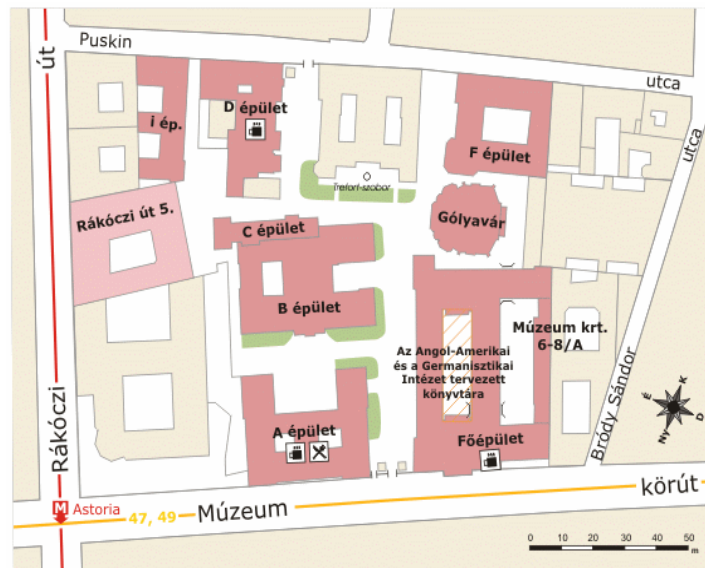 Puskin
utca
út
D épület
i ép.
F épület
Trefort-szobor
utca
Rákóczi út 5.
C épület
Gólyavár
B épület
Múzeum krt.
6-8/A
Az Angol-Amerikai
és a Germanisztikai
Intézet tervezett
könyvtára
Bródy Sándor
É
K
Ny
D
A épület
Főépület
Rákóczi
M Astoria
47, 49
Múzeum
körút
0 10 20 30 40 50
m